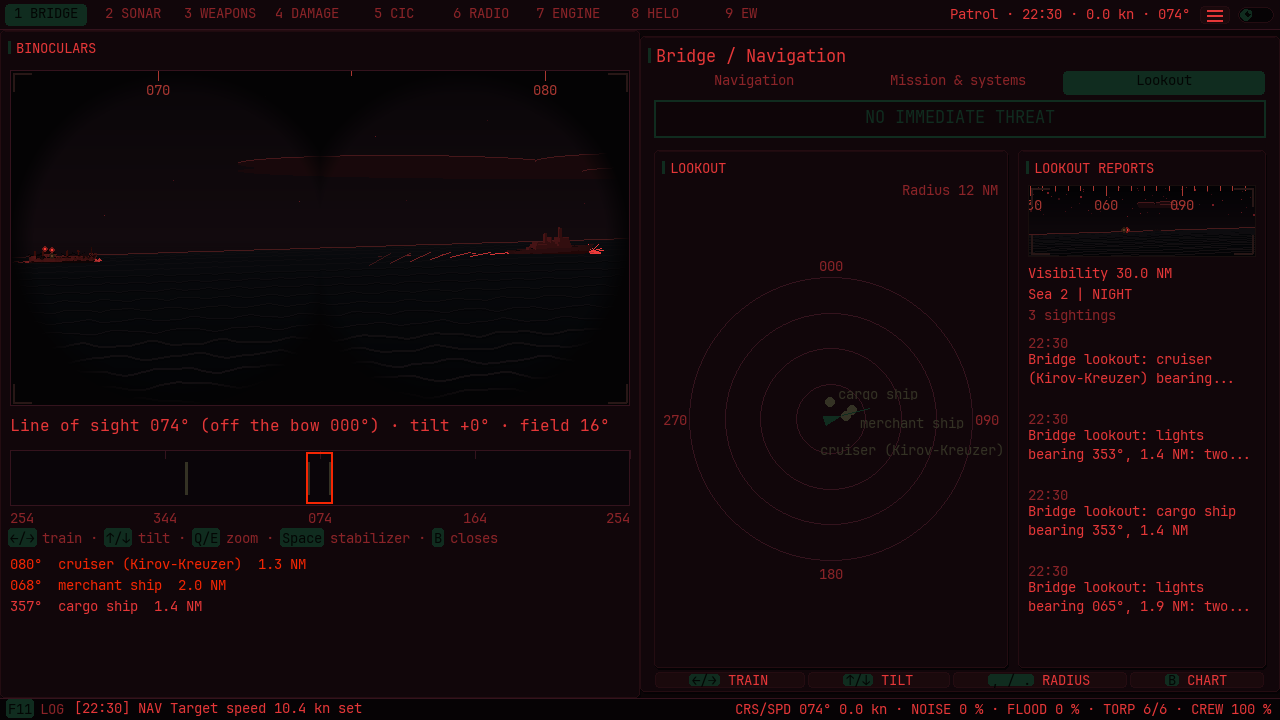 1 BRIDGE 2 SONAR 3 WEAPONS 4 DAMAGE 5 CIC 6 RADIO 7 ENGINE 8 HELO 9 EW Patrol · 22:30 · 0.0 kn · 074°
BINOCULARS
070 080
Line of sight 074° (off the bow 000°) · tilt +0° · field 16°
254 344 074 164 254
←/→ train · ↑/↓ tilt · Q/E zoom · Space stabilizer · B closes
080° cruiser (Kirov-Kreuzer) 1.3 NM
068° merchant ship 2.0 NM
357° cargo ship 1.4 NM
Bridge / Navigation
Navigation Mission & systems Lookout
NO IMMEDIATE THREAT
LOOKOUT
Radius 12 NM
000
cargo ship
270 merchant ship 090
cruiser (Kirov-Kreuzer)
180
LOOKOUT REPORTS
060 090
Visibility 30.0 NM
Sea 2 | NIGHT
3 sightings
22:30
Bridge lookout: cruiser
(Kirov-Kreuzer) bearing...
22:30
Bridge lookout: lights
bearing 353°, 1.4 NM: two...
22:30
Bridge lookout: cargo ship
bearing 353°, 1.4 NM
22:30
Bridge lookout: lights
bearing 065°, 1.9 NM: two...
←/→ TRAIN ↑/↓ TILT RADIUS B CHART
F11 LOG [22:30] NAV Target speed 10.4 kn set CRS/SPD 074° 0.0 kn · NOISE 0 % · FLOOD 0 % · TORP 6/6 · CREW 100 %